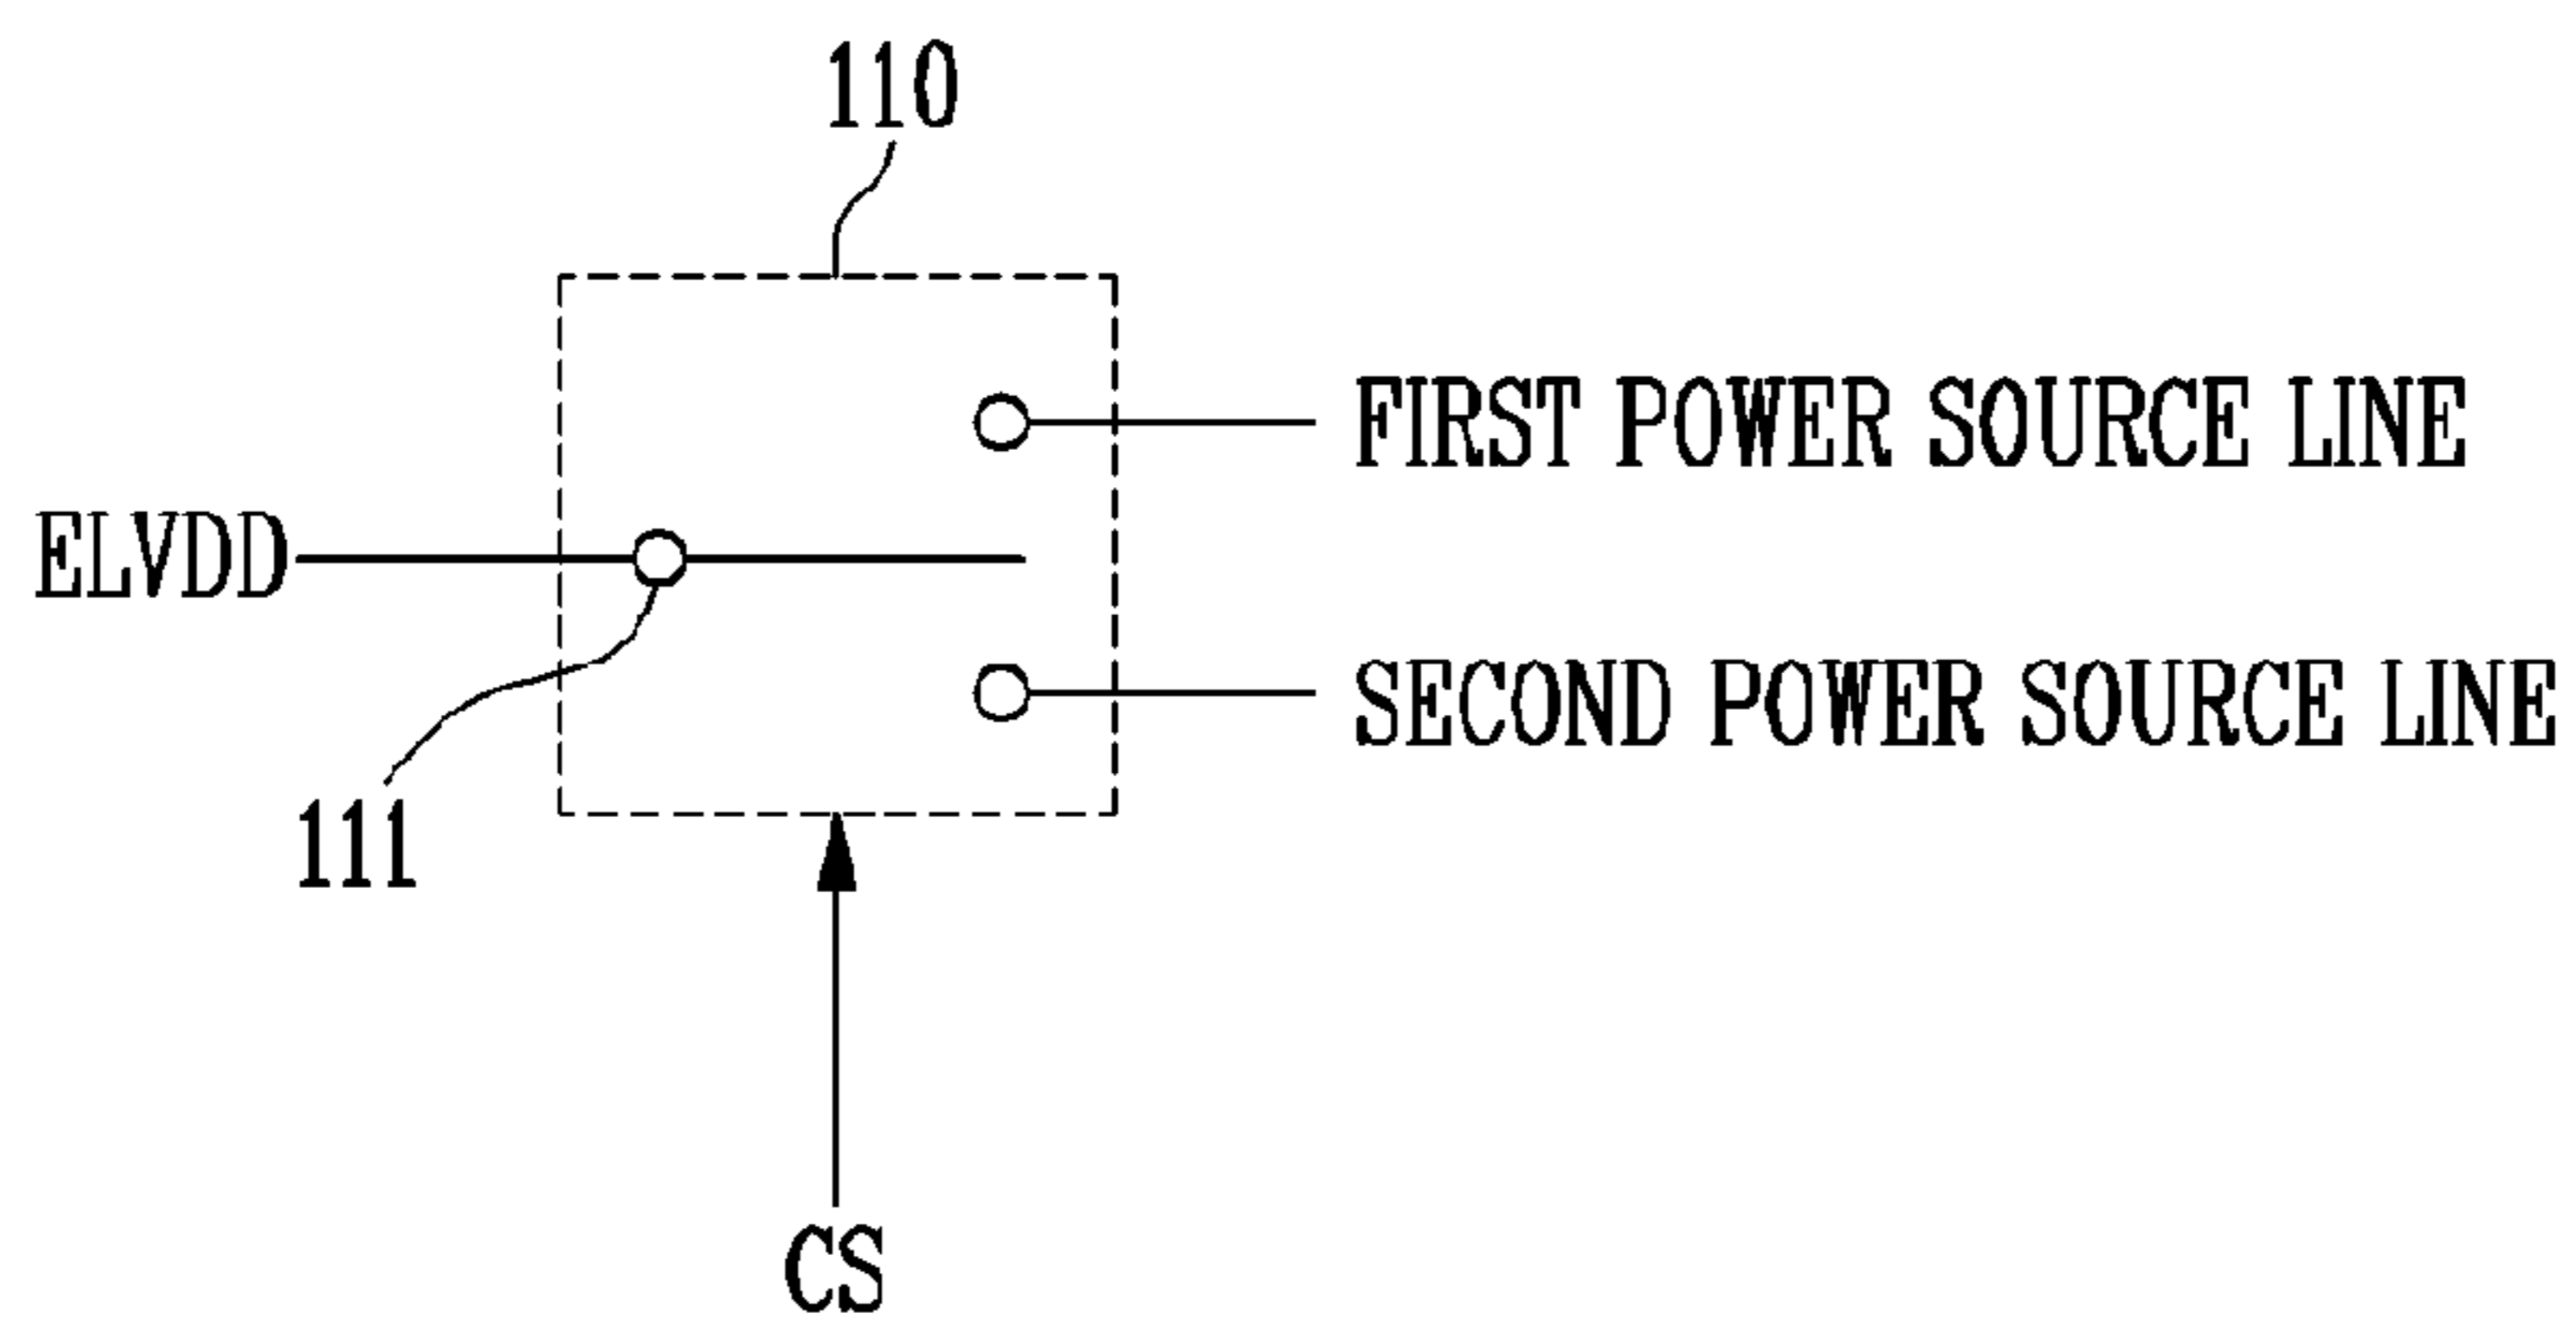 110
FIRST POWER SOURCE LINE
ELVDD
SECOND POWER SOURCE LINE
111
CS